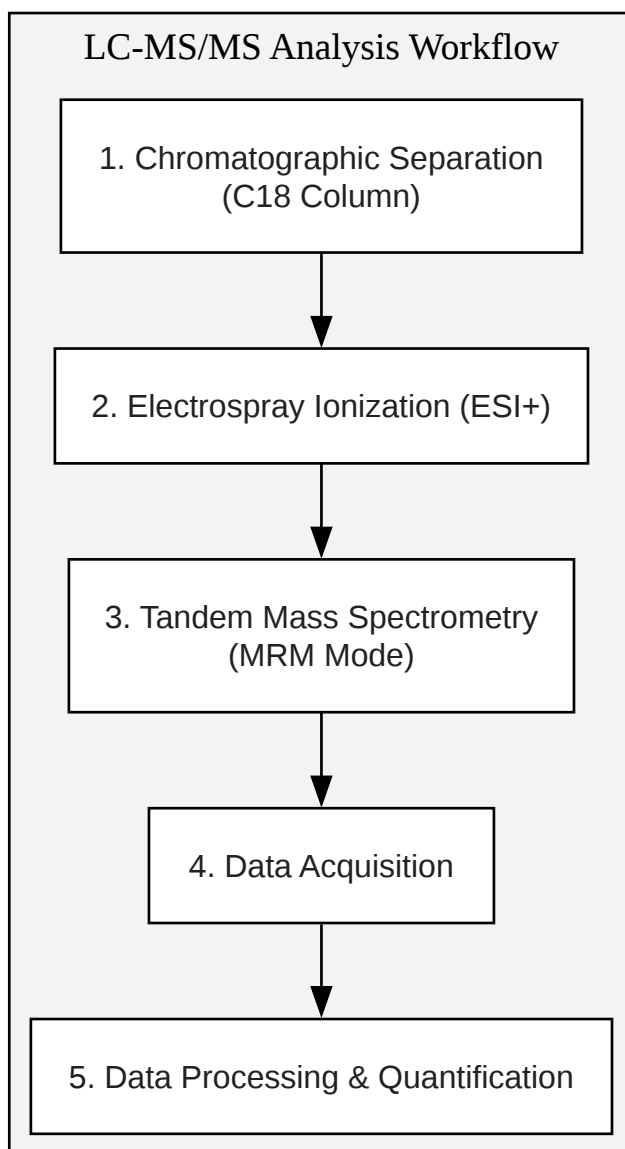 LC-MS/MS Analysis Workflow
1. Chromatographic Separation
(C18 Column)
2. Electrospray Ionization (ESI+)
3. Tandem Mass Spectrometry
(MRM Mode)
4. Data Acquisition
5. Data Processing & Quantification